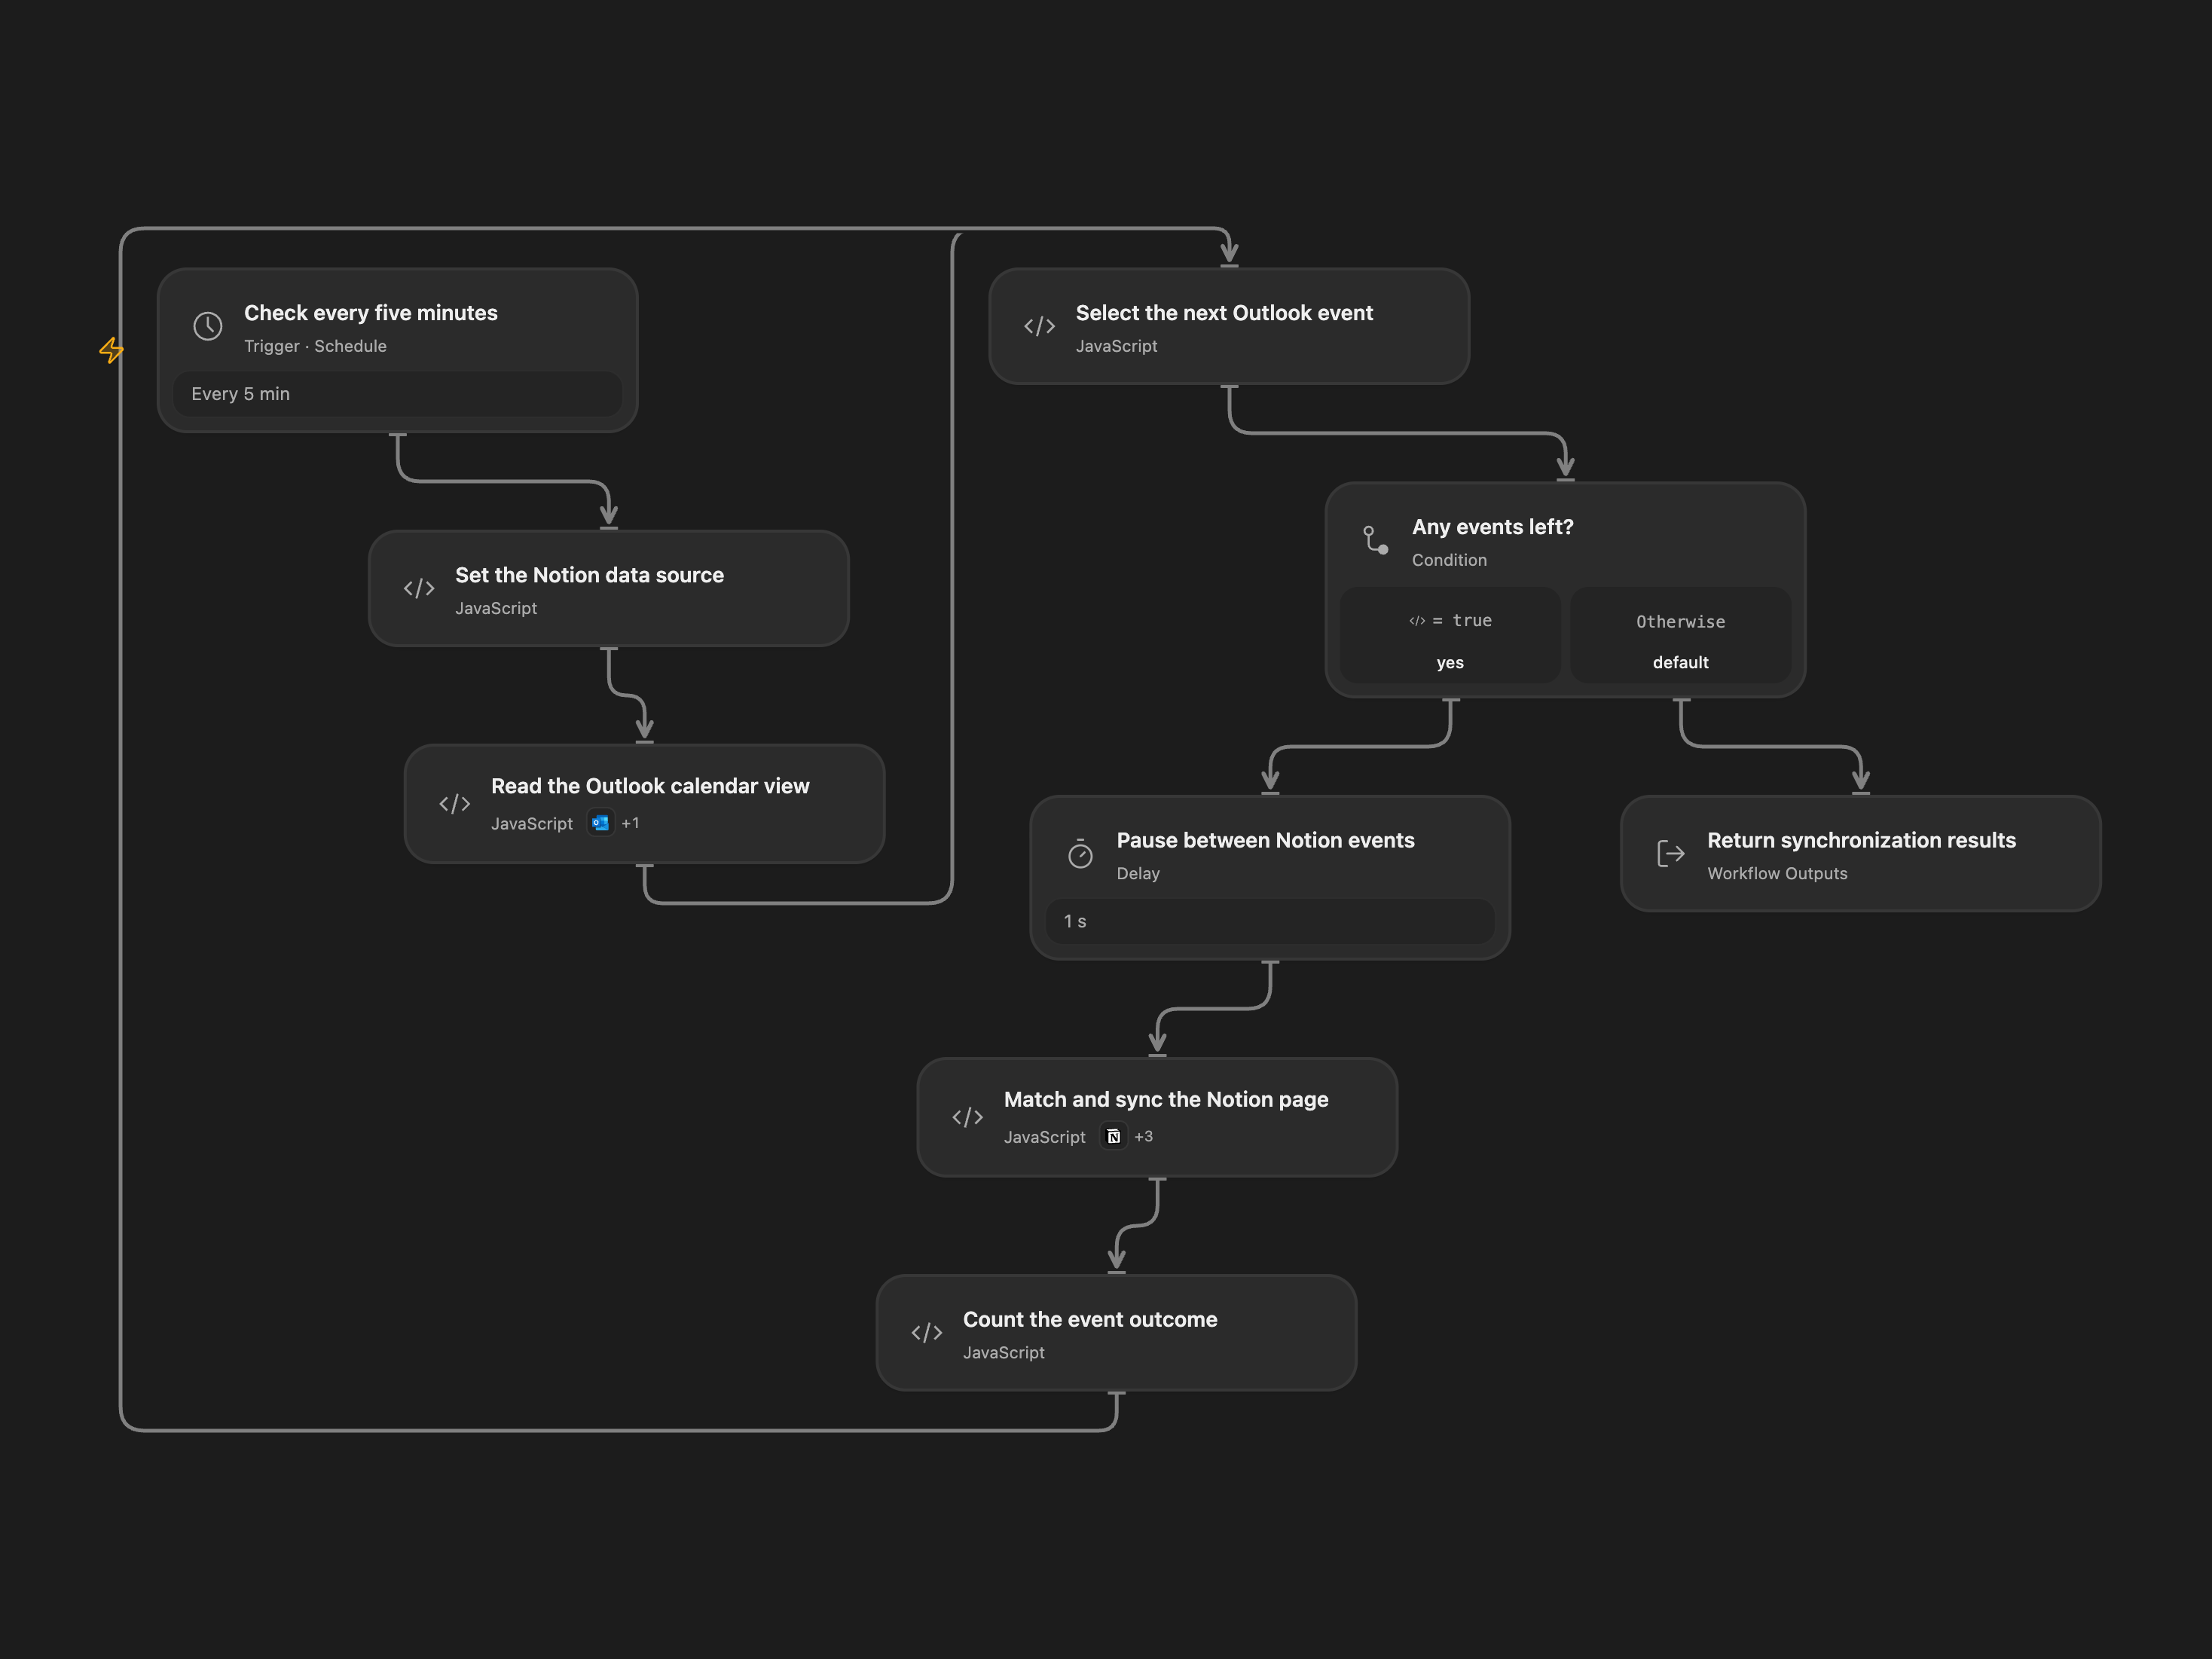 Check every five minutes
Trigger · Schedule
Every 5 min
Set the Notion data source
JavaScript
Read the Outlook calendar view
JavaScript +1
Select the next Outlook event
JavaScript
Any events left?
Condition
</> = true
yes
Otherwise
default
Pause between Notion events
Delay
1 s
Return synchronization results
Workflow Outputs
Match and sync the Notion page
JavaScript +3
Count the event outcome
JavaScript